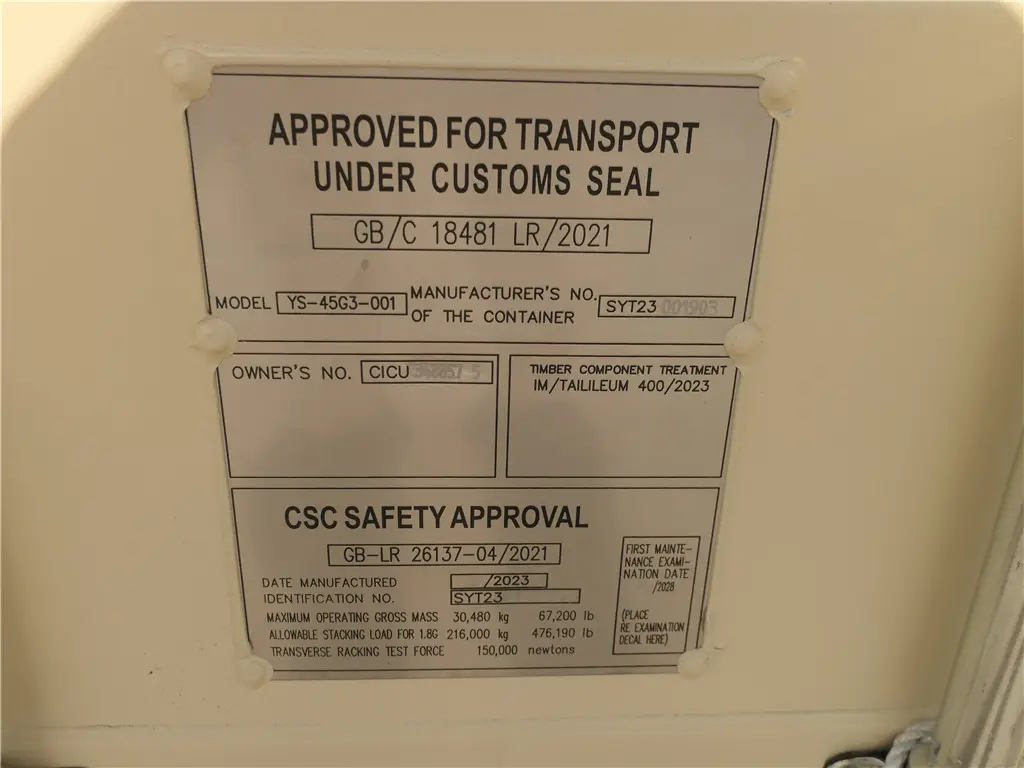 APPROVED FOR TRANSPORT
UNDER CUSTOMS SEAL
GB/C 18481 LR/2021
MODEL YS-45G3-001
MANUFACTURER'S NO.
OF THE CONTAINER
SYT23 001903
OWNER'S NO. CICU
TIMBER COMPONENT TREATMENT
IM/TAILILEUM 400/2023
CSC SAFETY APPROVAL
GB-LR 26137-04/2021
DATE MANUFACTURED /2023
IDENTIFICATION NO. SYT23
MAXIMUM OPERATING GROSS MASS 30,480 kg 67,200 lb
ALLOWABLE STACKING LOAD FOR 1.8G 216,000 kg 476,190 lb
TRANSVERSE RACKING TEST FORCE 150,000 newtons
FIRST MAINTE-
NANCE EXAMI-
NATION DATE
/2028
(PLACE
RE EXAMINATION
DECAL HERE)